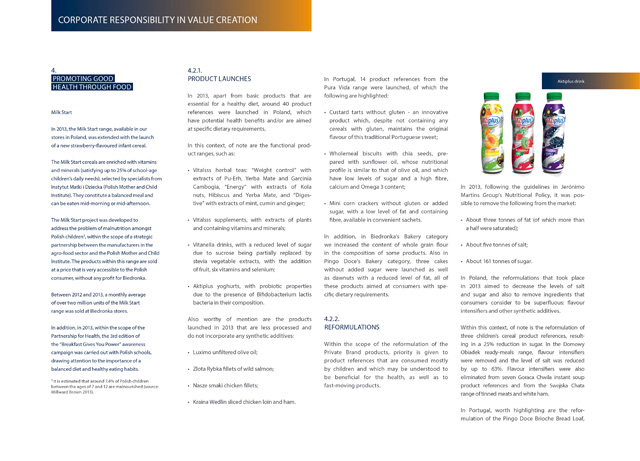 CORPORATE RESPONSIBILITY IN VALUE CREATION
4.
PROMOTING GOOD
HEALTH THROUGH FOOD
Milk Start
In 2013, the Milk Start range, available in our
stores in Poland, was extended with the launch
of a new strawberry-flavoured infant cereal.
The Milk Start cereals are enriched with vitamins
and minerals (satisfying up to 25% of school age
children's daily needs), selected by specialists from
Instytut Matki i Dziecka (Polish Mother and Child
Institute). They constitute a balanced meal and
can be eaten mid-morning or mid-afternoon.
The Milk Start project was developed to
address the problem of malnutrition amongst
Polish children¹, within the scope of a strategic
partnership between the manufacturers in the
agro-food sector and the Polish Mother and Child
Institute. The products within this range are sold
at a price that is very accessible to the Polish
consumer, without any profit for Biedronka.
Between 2012 and 2013, a monthly average
of over two million units of the Milk Start
range was sold at Biedronka stores.
In addition, in 2013, within the scope of the
Partnership for Health, the 3rd edition of
the "Breakfast Gives You Power" awareness
campaign was carried out with Polish schools,
drawing attention to the importance of a
balanced diet and healthy eating habits.
¹ It is estimated that around 14% of Polish children
between the ages of 7 and 12 are malnourished (source:
Millward Brown 2013).
4.2.1.
PRODUCT LAUNCHES
In 2013, apart from basic products that are
essential for a healthy diet, around 40 product
references were launched in Poland, which
have potential health benefits and/or are aimed
at specific dietary requirements.
In this context, of note are the functional prod-
uct ranges, such as:
• Vitalsss herbal teas: "Weight control" with
extracts of Pu-Erh, Yerba Mate and Garcinia
Cambogia, "Energy" with extracts of Kola
nuts, Hibiscus and Yerba Mate, and "Diges-
tive" with extracts of mint, cumin and ginger;
• Vitalsss supplements, with extracts of plants
and containing vitamins and minerals;
• Vitanella drinks, with a reduced level of sugar
due to sucrose being partially replaced by
stevia vegetable extracts, with the addition
of fruit, six vitamins and selenium;
• Aktiplus yoghurts, with probiotic properties
due to the presence of Bifidobacterium lactis
bacteria in their composition.
Also worthy of mention are the products
launched in 2013 that are less processed and
do not incorporate any synthetic additives:
• Luximo unfiltered olive oil;
• Złota Rybka fillets of wild salmon;
• Nasze smaki chicken fillets;
• Kraina Wedlin sliced chicken loin and ham.
In Portugal, 14 product references from the
Pura Vida range were launched, of which the
following are highlighted:
• Custard tarts without gluten - an innovative
product which, despite not containing any
cereals with gluten, maintains the original
flavour of this traditional Portuguese sweet;
• Wholemeal biscuits with chia seeds, pre-
pared with sunflower oil, whose nutritional
profile is similar to that of olive oil, and which
have low levels of sugar and a high fibre,
calcium and Omega 3 content;
• Mini corn crackers without gluten or added
sugar, with a low level of fat and containing
fibre, available in convenient sachets.
In addition, in Biedronka's Bakery category
we increased the content of whole grain flour
in the composition of some products. Also in
Pingo Doce's Bakery category, three cakes
without added sugar were launched as well
as doughnuts with a reduced level of fat, all of
these products aimed at consumers with spe-
cific dietary requirements.
4.2.2.
REFORMULATIONS
Within the scope of the reformulation of the
Private Brand products, priority is given to
product references that are consumed mostly
by children and which may be understood to
be beneficial for the health, as well as to
fast-moving products.
Aktiplus drink
In 2013, following the guidelines in Jerónimo
Martins Group's Nutritional Policy, it was pos-
sible to remove the following from the market:
• About three tonnes of fat (of which more than
a half were saturated);
• About five tonnes of salt;
• About 161 tonnes of sugar.
In Poland, the reformulations that took place
in 2013 aimed to decrease the levels of salt
and sugar and also to remove ingredients that
consumers consider to be superfluous: flavour
intensifiers and other synthetic additives.
Within this context, of note is the reformulation of
three children's cereal product references, result-
ing in a 25% reduction in sugar. In the Domowy
Obiadek ready-meals range, flavour intensifiers
were removed and the level of salt was reduced
by up to 63%. Flavour intensifiers were also
eliminated from seven Gorąca Chwila instant soup
product references and from the Swojska Chata
range of tinned meats and white ham.
In Portugal, worth highlighting are the refor-
mulation of the Pingo Doce Brioche Bread Loaf,